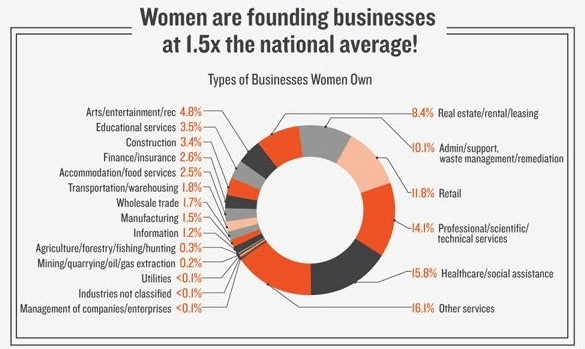 Women are founding businesses
at 1.5x the national average!
Types of Businesses Women Own
Arts/entertainment/rec 4.8%
Educational services 3.5%
Construction 3.4%
Finance/insurance 2.6%
Accommodation/food services 2.5%
Transportation/warehousing 1.8%
Wholesale trade 1.7%
Manufacturing 1.5%
Information 1.2%
Agriculture/forestry/fishing/hunting 0.3%
Mining/quarrying/oil/gas extraction 0.2%
Utilities <0.1%
Industries not classified <0.1%
Management of companies/enterprises <0.1%
8.4% Real estate/rental/leasing
10.1% Admin/support,
waste management/remediation
11.8% Retail
14.1% Professional/scientific/
technical services
15.8% Healthcare/social assistance
16.1% Other services